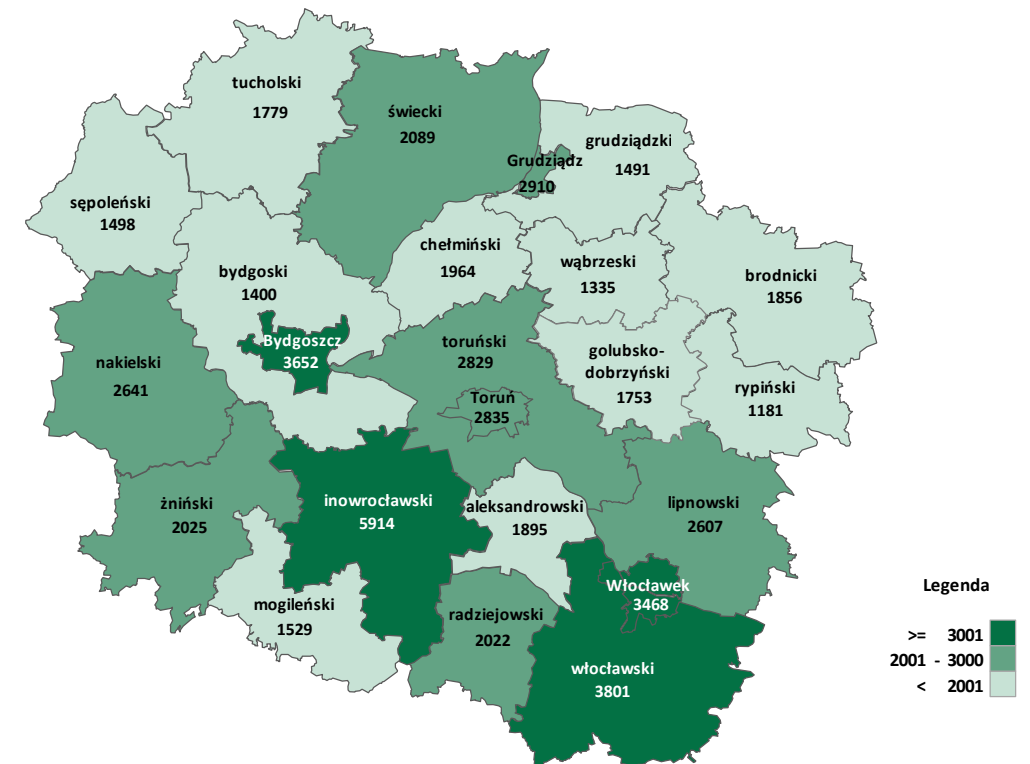 tucholski
1779
świecki
2089
grudziądzki
1491
Grudziądz
2910
sępoleński
1498
chełmiński
1964
wąbrzeski
1335
brodnicki
1856
bydgoski
1400
Bydgoszcz
3652
toruński
2829
golubsko-
dobrzyński
1753
nakielski
2641
rypiński
1181
Toruń
2835
żniński
2025
inowrocławski
5914
aleksandrowski
1895
lipnowski
2607
mogileński
1529
radziejowski
2022
Włocławek
3468
włocławski
3801
Legenda
>= 3001
2001 - 3000
< 2001